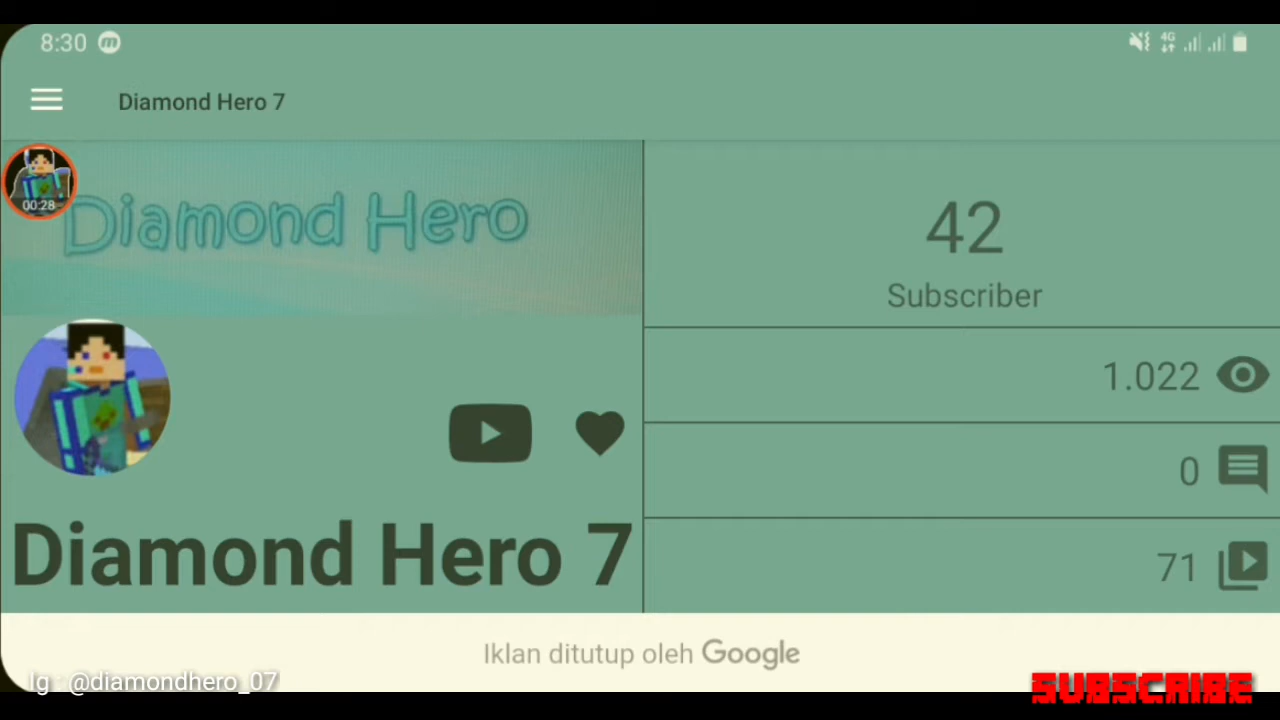 8:30
4G
Diamond Hero 7
00:28
Diamond Hero
42
Subscriber
1.022
0
71
Diamond Hero 7
Iklan ditutup oleh Google
Ig : @diamondhero_07
SUBSCRIBE